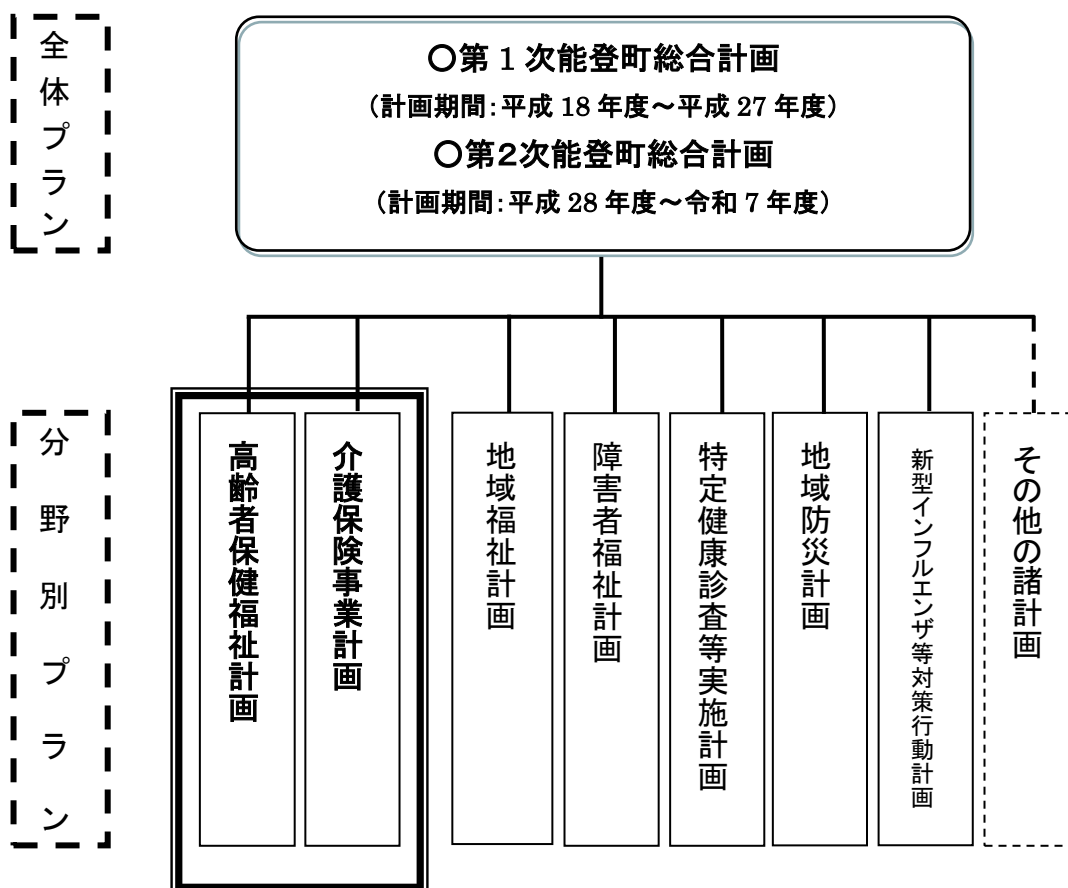 全体プラン
○第1次能登町総合計画
（計画期間：平成18年度～平成27年度）
○第２次能登町総合計画
（計画期間：平成28年度～令和7年度）
分野別プラン
高齢者保健福祉計画
介護保険事業計画
地域福祉計画
障害者福祉計画
特定健康診査等実施計画
地域防災計画
新型インフルエンザ等対策行動計画
その他の諸計画